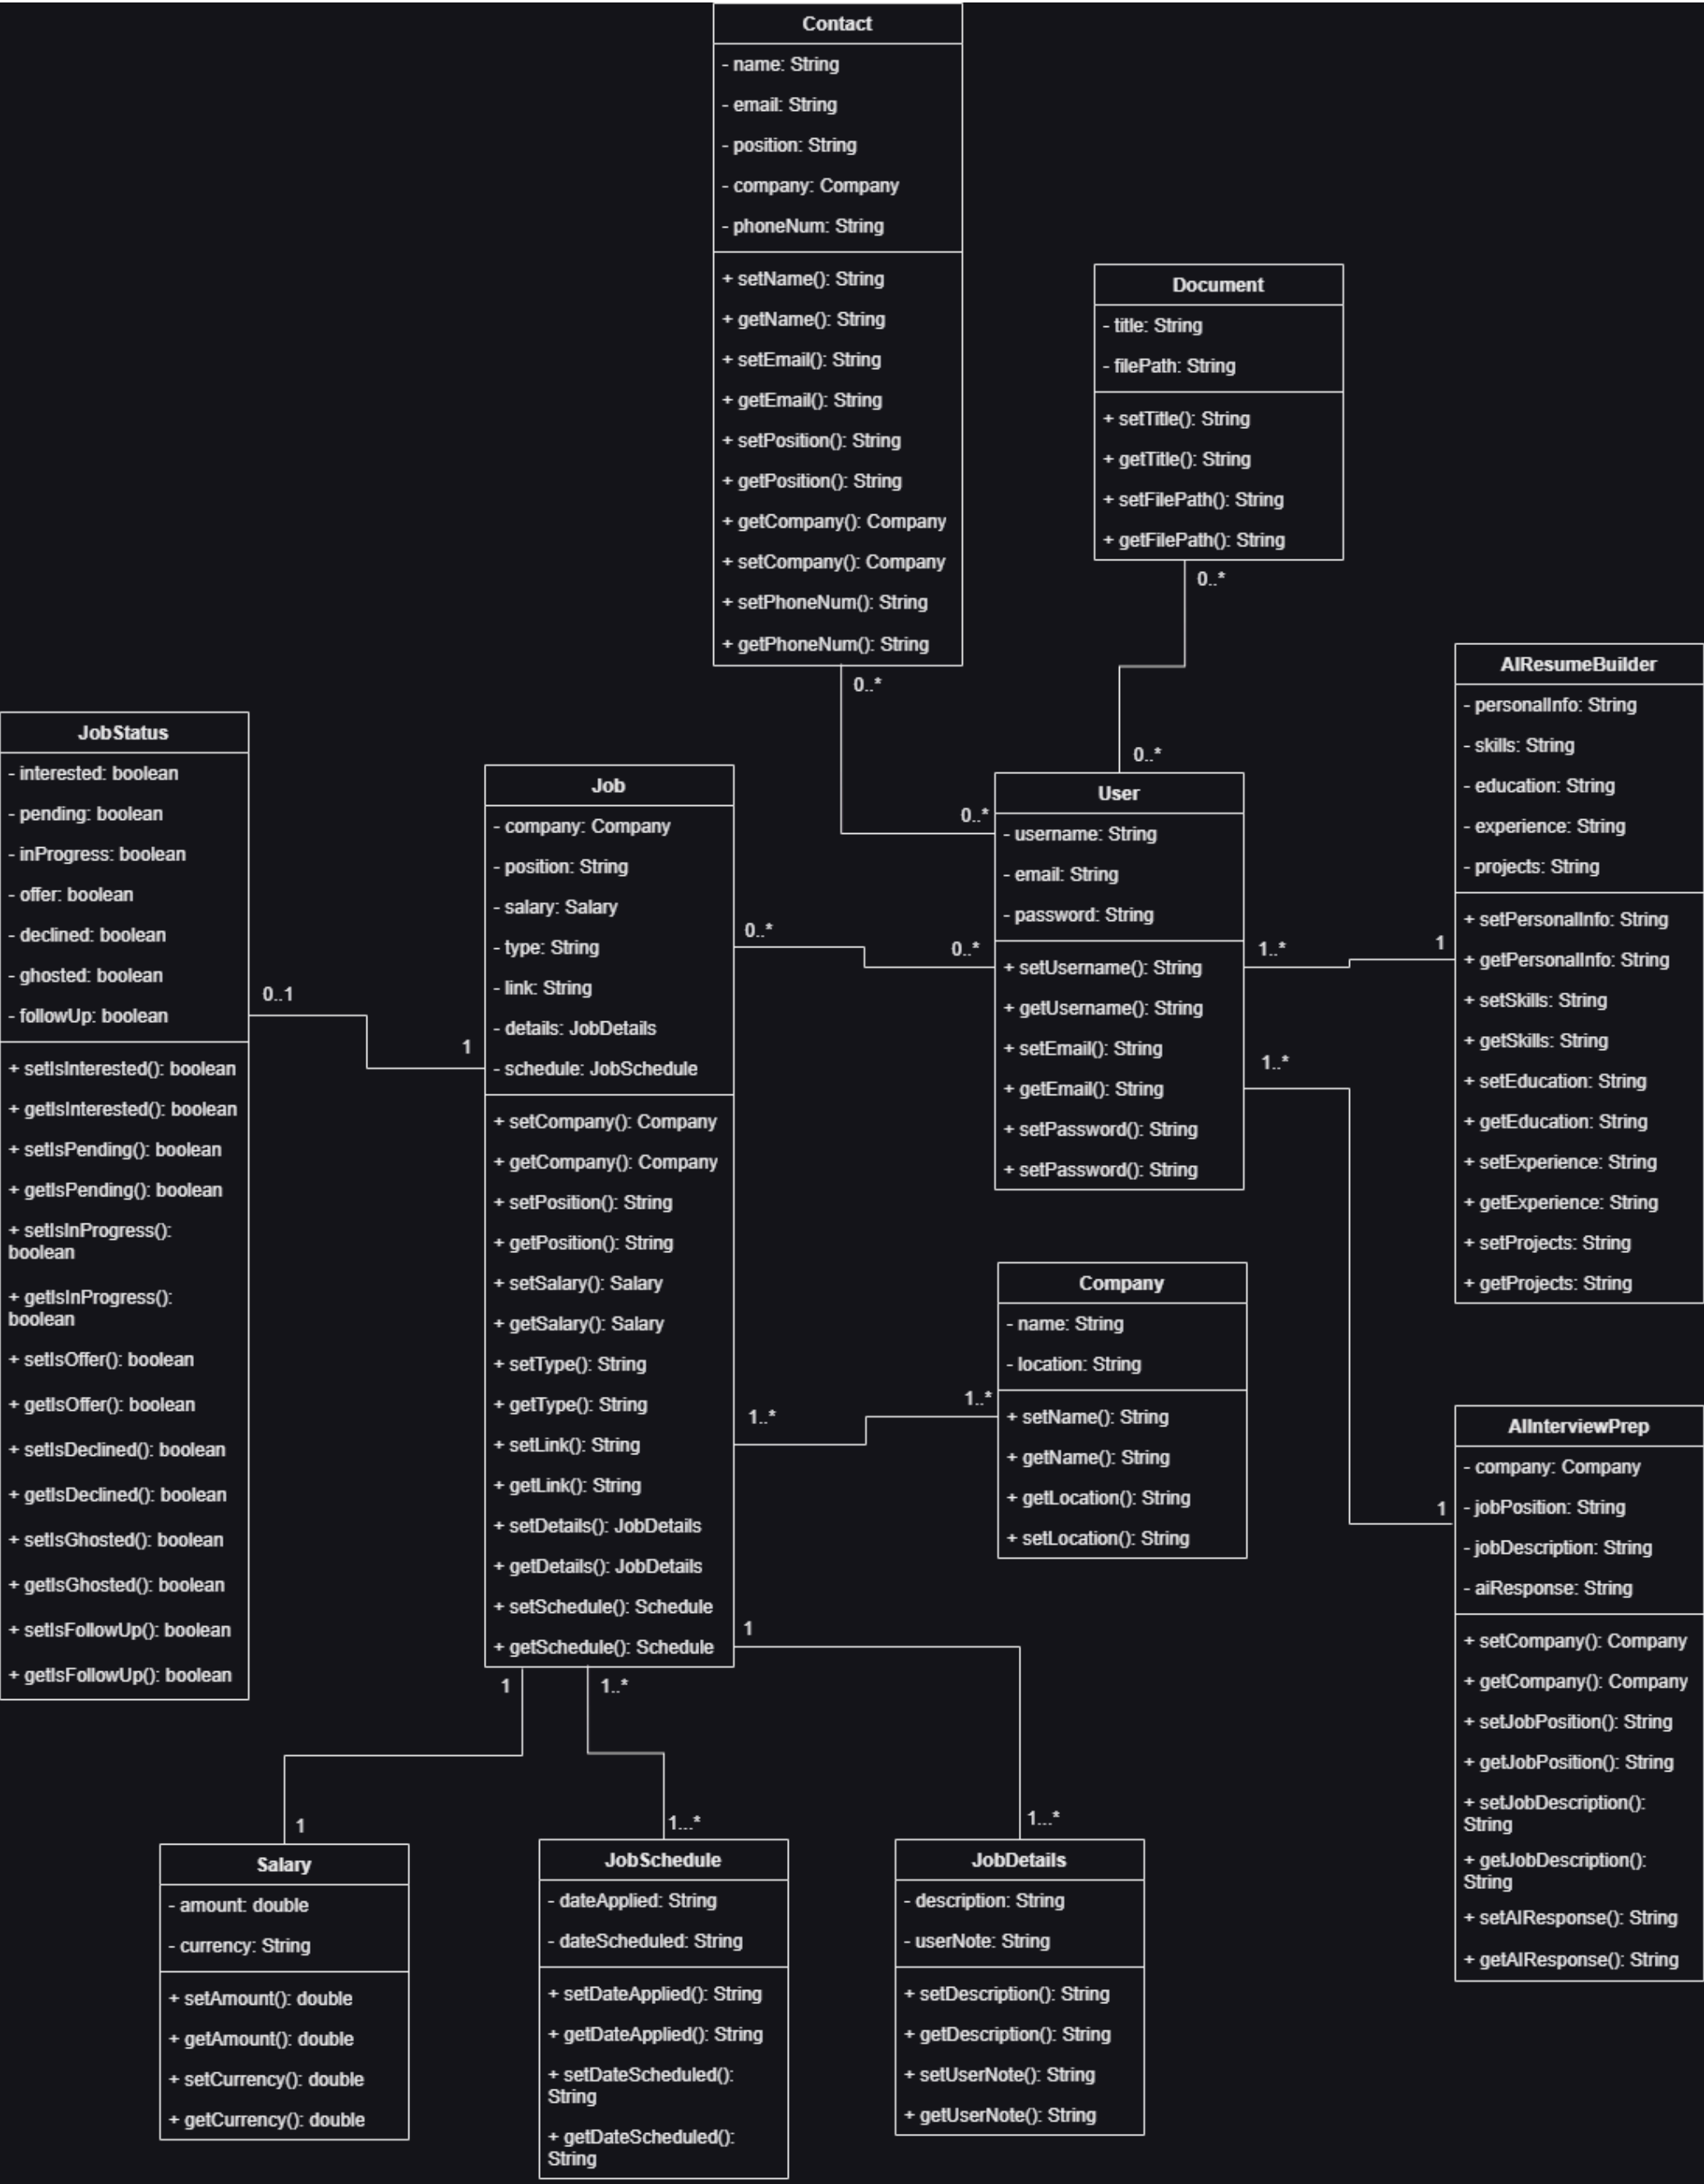 Contact
- name: String
- email: String
- position: String
- company: Company
- phoneNum: String
+ setName(): String
+ getName(): String
+ setEmail(): String
+ getEmail(): String
+ setPosition(): String
+ getPosition(): String
+ getCompany(): Company
+ setCompany(): Company
+ setPhoneNum(): String
+ getPhoneNum(): String
0..*
0..*
Document
- title: String
- filePath: String
+ setTitle(): String
+ getTitle(): String
+ setFilePath(): String
+ getFilePath(): String
0..*
0..*
AIResumeBuilder
- personalInfo: String
- skills: String
- education: String
- experience: String
- projects: String
+ setPersonalInfo: String
+ getPersonalInfo: String
+ setSkills: String
+ getSkills: String
+ setEducation: String
+ getEducation: String
+ setExperience: String
+ getExperience: String
+ setProjects: String
+ getProjects: String
JobStatus
- interested: boolean
- pending: boolean
- inProgress: boolean
- offer: boolean
- declined: boolean
- ghosted: boolean
- followUp: boolean
+ setIsInterested(): boolean
+ getIsInterested(): boolean
+ setIsPending(): boolean
+ getIsPending(): boolean
+ setIsInProgress():
boolean
+ getIsInProgress():
boolean
+ setIsOffer(): boolean
+ getIsOffer(): boolean
+ setIsDeclined(): boolean
+ getIsDeclined(): boolean
+ setIsGhosted(): boolean
+ getIsGhosted(): boolean
+ setIsFollowUp(): boolean
+ getIsFollowUp(): boolean
0..1
1
Job
- company: Company
- position: String
- salary: Salary
- type: String
- link: String
- details: JobDetails
- schedule: JobSchedule
+ setCompany(): Company
+ getCompany(): Company
+ setPosition(): String
+ getPosition(): String
+ setSalary(): Salary
+ getSalary(): Salary
+ setType(): String
+ getType(): String
+ setLink(): String
+ getLink(): String
+ setDetails(): JobDetails
+ getDetails(): JobDetails
+ setSchedule(): Schedule
+ getSchedule(): Schedule
0..*
0..*
User
- username: String
- email: String
- password: String
+ setUsername(): String
+ getUsername(): String
+ setEmail(): String
+ getEmail(): String
+ setPassword(): String
+ setPassword(): String
1..*
1
1..*
1
Company
- name: String
- location: String
+ setName(): String
+ getName(): String
+ getLocation(): String
+ setLocation(): String
1..*
1..*
AIInterviewPrep
- company: Company
- jobPosition: String
- jobDescription: String
- aiResponse: String
+ setCompany(): Company
+ getCompany(): Company
+ setJobPosition(): String
+ getJobPosition(): String
+ setJobDescription():
String
+ getJobDescription():
String
+ setAIResponse(): String
+ getAIResponse(): String
1
1
1..*
1...*
1
1...*
Salary
- amount: double
- currency: String
+ setAmount(): double
+ getAmount(): double
+ setCurrency(): double
+ getCurrency(): double
JobSchedule
- dateApplied: String
- dateScheduled: String
+ setDateApplied(): String
+ getDateApplied(): String
+ setDateScheduled():
String
+ getDateScheduled():
String
JobDetails
- description: String
- userNote: String
+ setDescription(): String
+ getDescription(): String
+ setUserNote(): String
+ getUserNote(): String